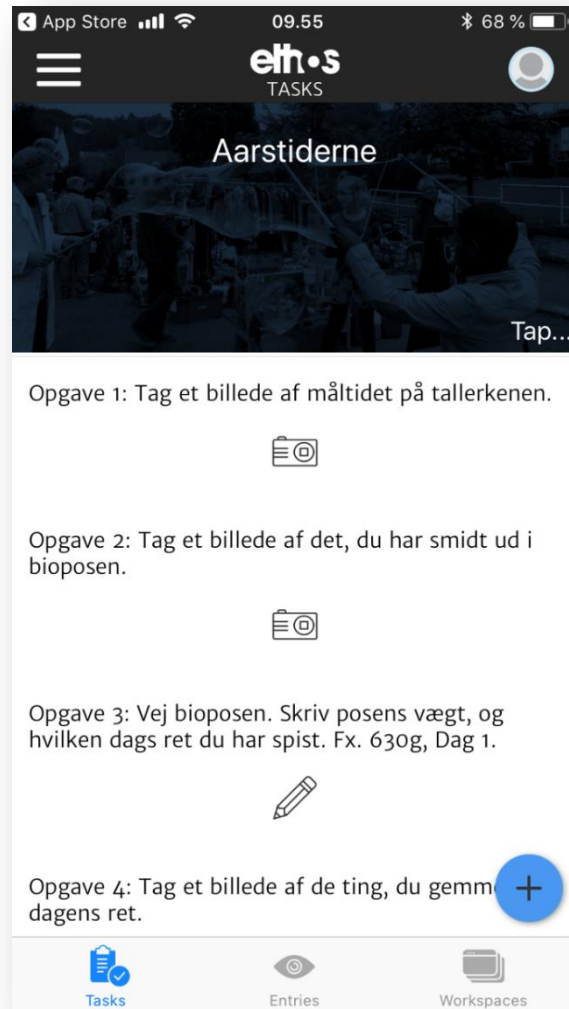 App Store 09.55 68 %
ethos
TASKS
Aarstiderne
Tap...
Opgave 1: Tag et billede af måltidet på tallerkenen.
Opgave 2: Tag et billede af det, du har smidt ud i
bioposen.
Opgave 3: Vej bioposen. Skriv posens vægt, og
hvilken dags ret du har spist. Fx. 630g, Dag 1.
Opgave 4: Tag et billede af de ting, du gemm
dagens ret.
Tasks Entries Workspaces